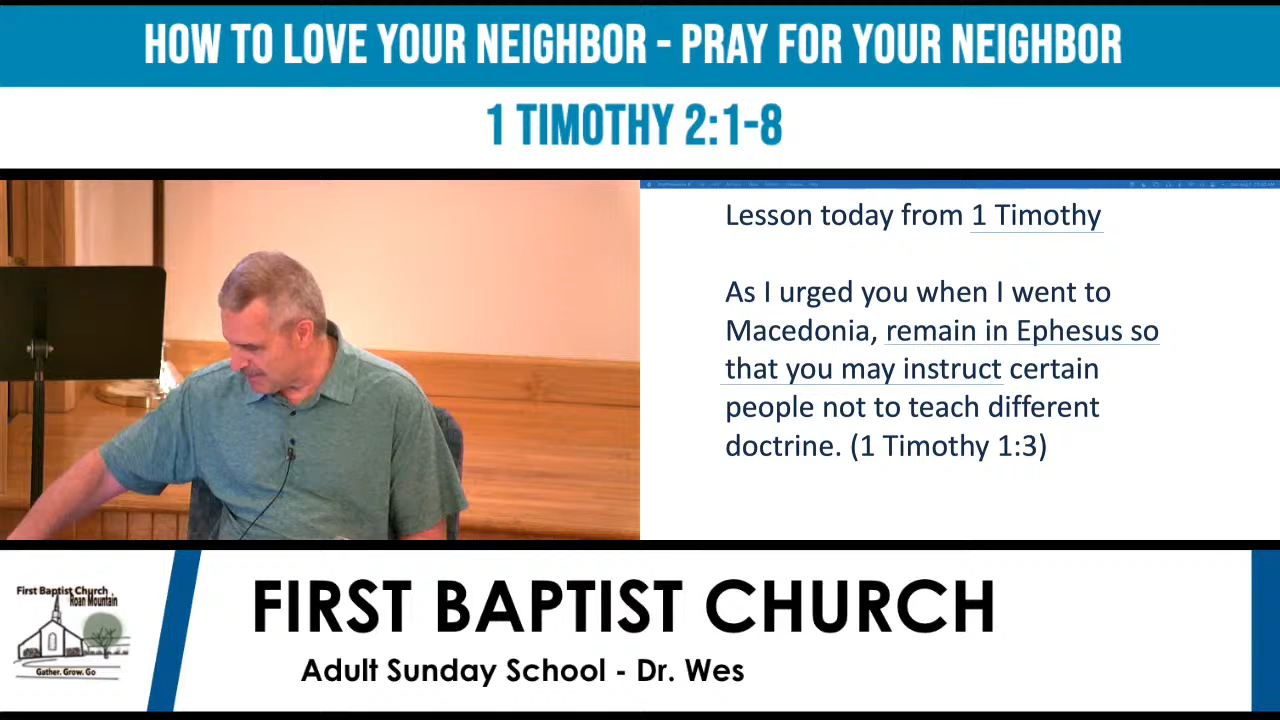 HOW TO LOVE YOUR NEIGHBOR - PRAY FOR YOUR NEIGHBOR
1 TIMOTHY 2:1-8
Lesson today from 1 Timothy
As I urged you when I went to
Macedonia, remain in Ephesus so
that you may instruct certain
people not to teach different
doctrine. (1 Timothy 1:3)
First Baptist Church
Roan Mountain
Gather. Grow. Go
FIRST BAPTIST CHURCH
Adult Sunday School - Dr. Wes